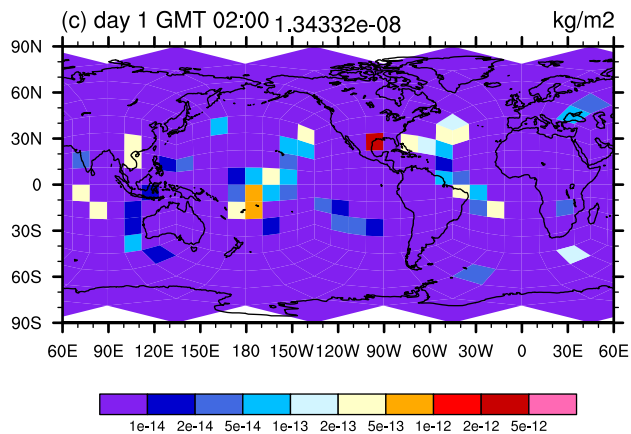 (c) day 1 GMT 02:00 1.34332e-08 kg/m2
90N
60N
30N
0
30S
60S
90S
60E 90E 120E 150E 180 150W 120W 90W 60W 30W 0 30E 60E
1e-14 2e-14 5e-14 1e-13 2e-13 5e-13 1e-12 2e-12 5e-12